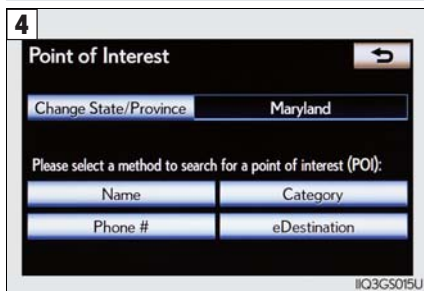 4
Point of Interest
Change State/Province Maryland
Please select a method to search for a point of interest (POI):
Name Category
Phone # eDestination
IIQ3GS015U